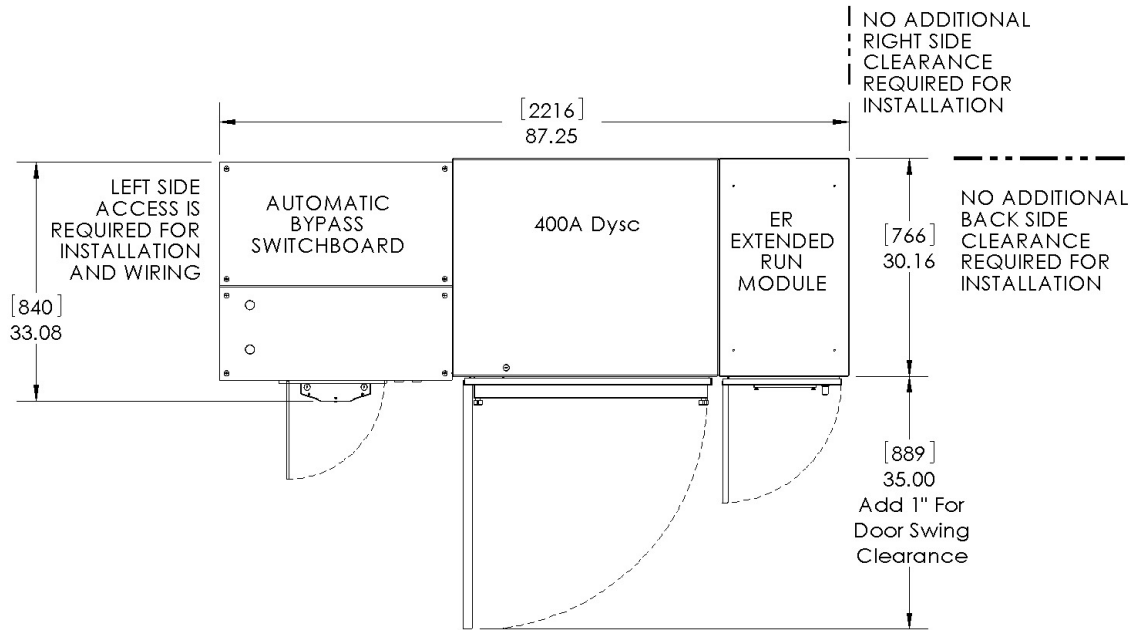 NO ADDITIONAL
RIGHT SIDE
CLEARANCE
REQUIRED FOR
INSTALLATION
[2216]
87.25
LEFT SIDE
ACCESS IS
REQUIRED FOR
INSTALLATION
AND WIRING
AUTOMATIC
BYPASS
SWITCHBOARD
400A Dysc
ER
EXTENDED
RUN
MODULE
[766]
30.16
NO ADDITIONAL
BACK SIDE
CLEARANCE
REQUIRED FOR
INSTALLATION
[840]
33.08
[889]
35.00
Add 1" For
Door Swing
Clearance